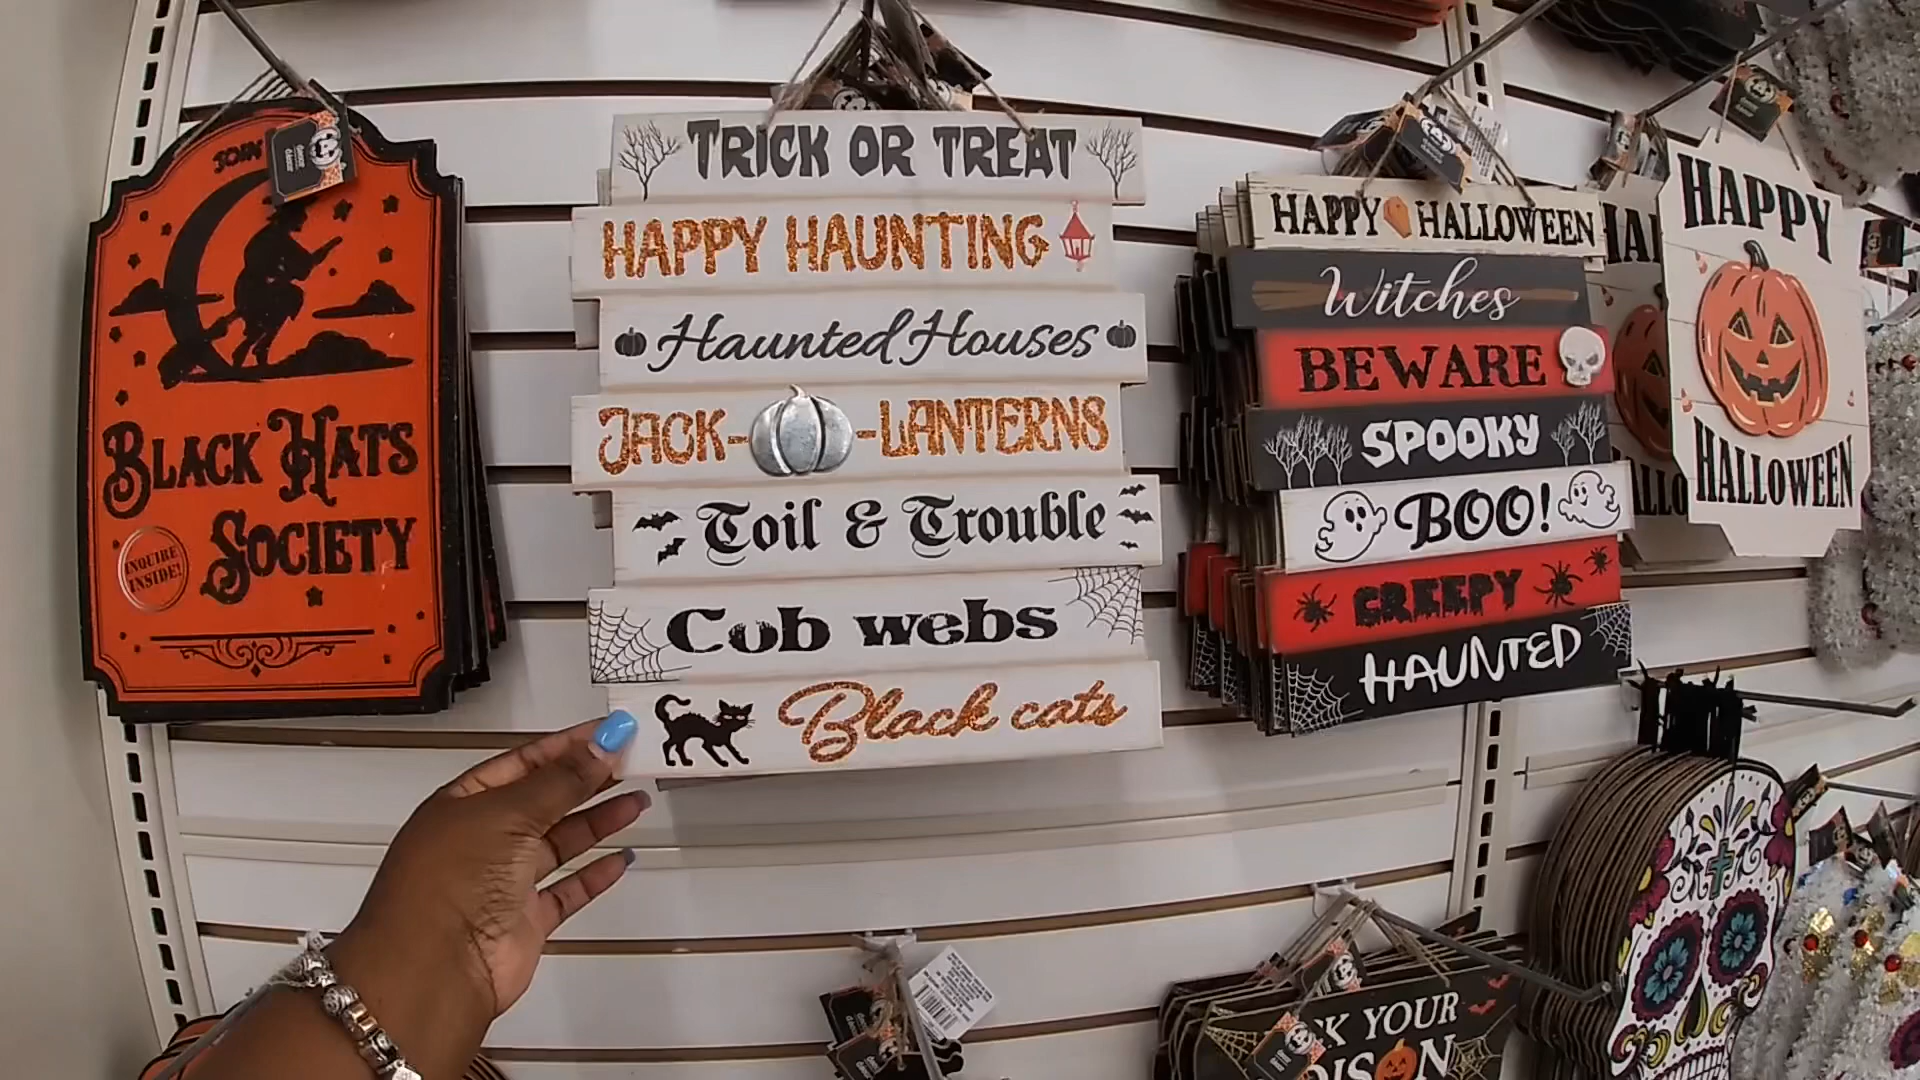 JOIN
BLACK HATS
SOCIETY
INQUIRE
INSIDE!
TRICK OR TREAT
HAPPY HAUNTING
Haunted Houses
JACK-O-LANTERNS
Toil & Trouble
Cob webs
Black cats
HAPPY HALLOWEEN
Witches
BEWARE
SPOOKY
BOO!
CREEPY
HAUNTED
HAPPY
HALLOWEEN
YOUR